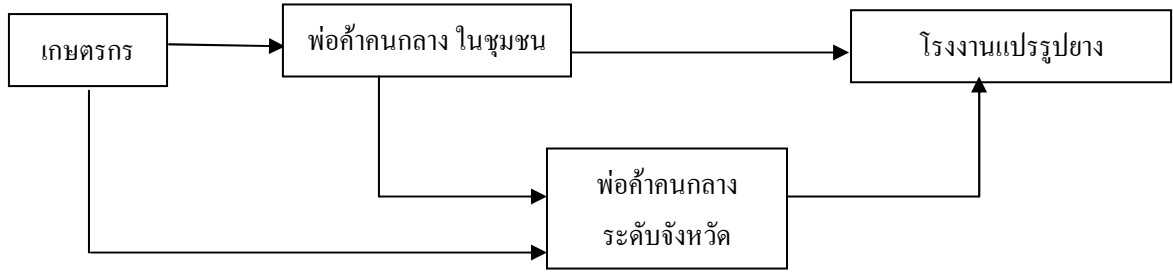 เกษตรกร
พ่อค้าคนกลาง ในชุมชน
โรงงานแปรรูปยาง
พ่อค้าคนกลาง
ระดับจังหวัด